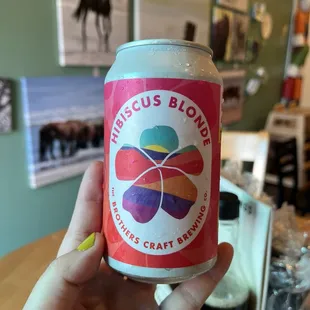 HIBISCUS BLONDE
THE BROTHERS CRAFT BREWING CO.